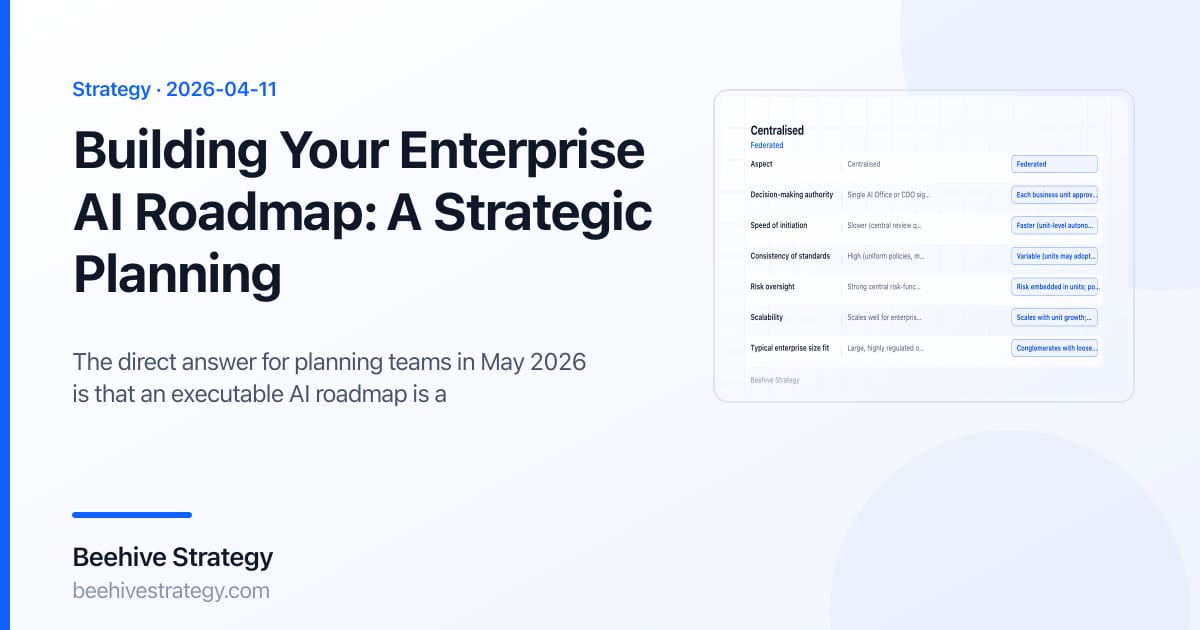 Strategy · 2026-04-11
Building Your Enterprise
AI Roadmap: A Strategic
Planning
The direct answer for planning teams in May 2026
is that an executable AI roadmap is a
Beehive Strategy
beehivestrategy.com
Centralised
Federated
Aspect Centralised Federated
Decision-making authority Single AI Office or CDO sig... Each business unit approv...
Speed of initiation Slower (central review q... Faster (unit-level autono...
Consistency of standards High (uniform policies, m... Variable (units may adopt...
Risk oversight Strong central risk-func... Risk embedded in units; po...
Scalability Scales well for enterpris... Scales with unit growth;...
Typical enterprise size fit Large, highly regulated o... Conglomerates with loose...
Beehive Strategy